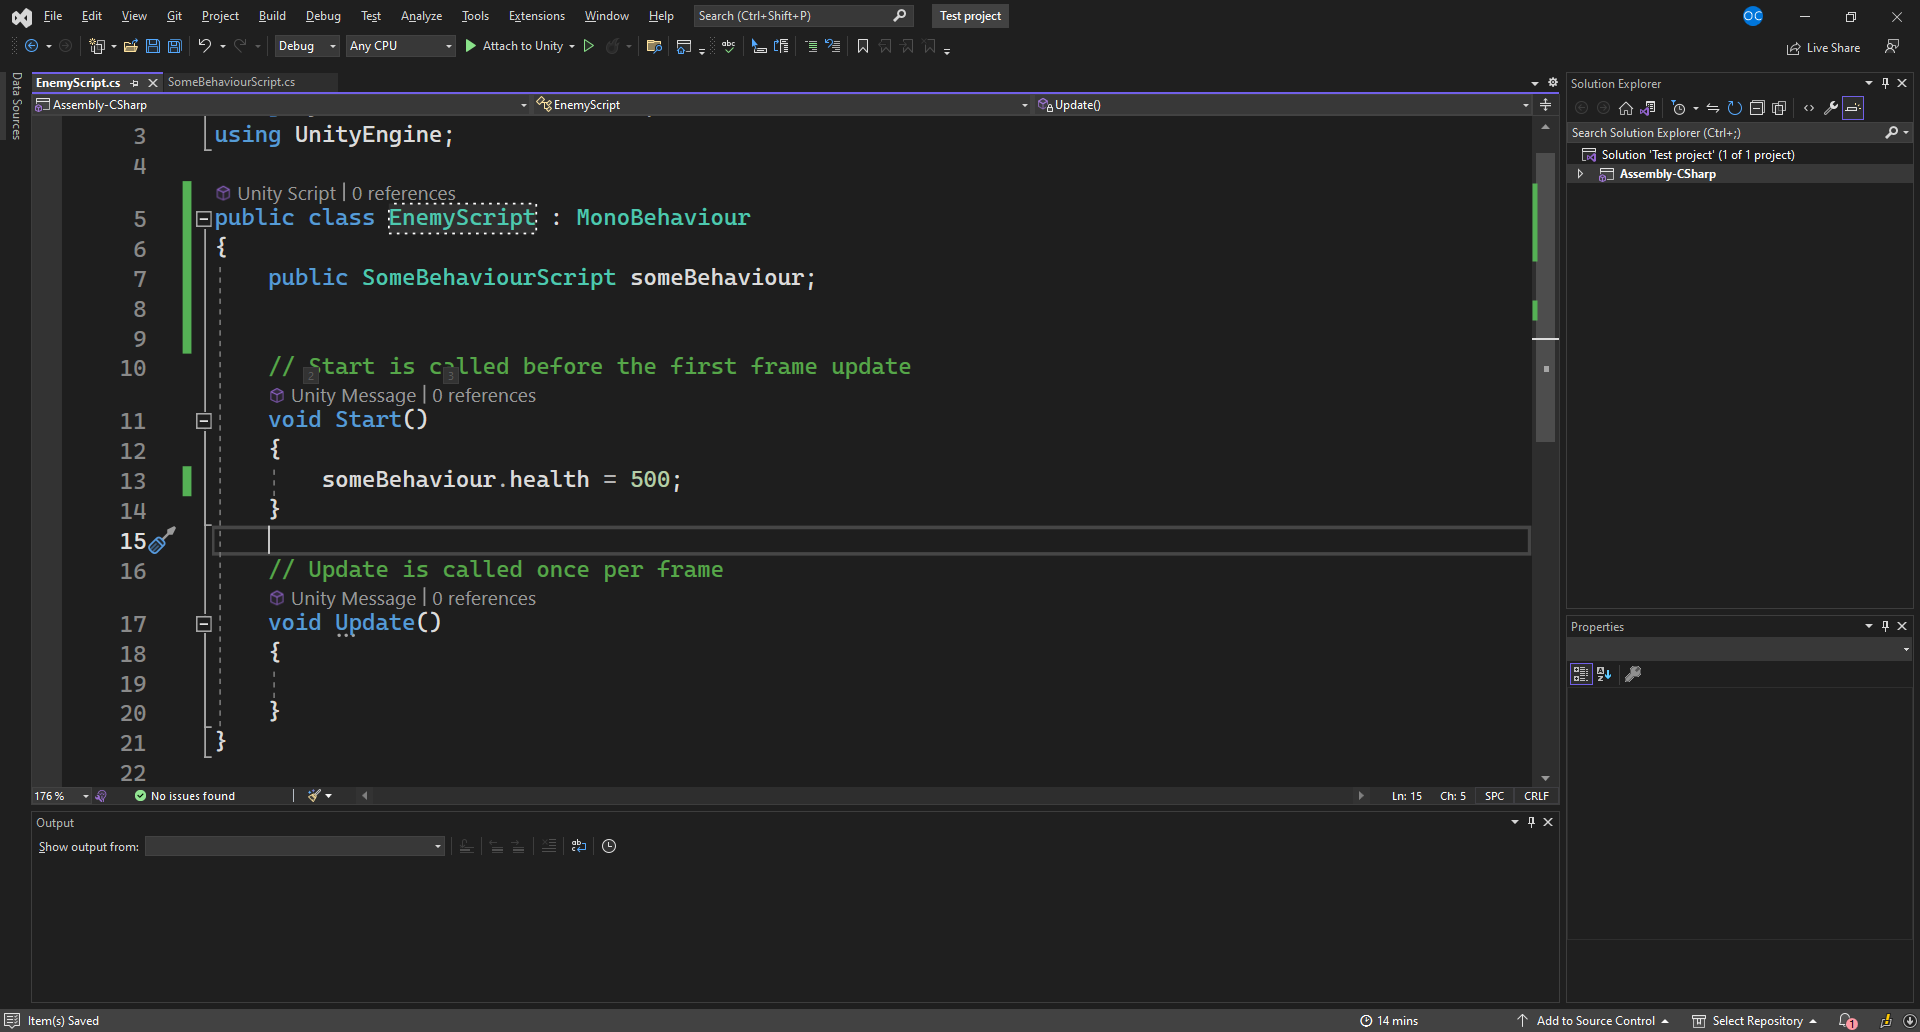 File Edit View Git Project Build Debug Test Analyze Tools Extensions Window Help Search (Ctrl+Shift+P) Test project OC
Debug Any CPU Attach to Unity abc Live Share
Data Sources
EnemyScript.cs SomeBehaviourScript.cs
Assembly-CSharp EnemyScript Update()
3 using UnityEngine;
4
Unity Script | 0 references
5 public class EnemyScript : MonoBehaviour
6 {
7 public SomeBehaviourScript someBehaviour;
8
9
10 // Start is called before the first frame update
2 3
Unity Message | 0 references
11 void Start()
12 {
13 someBehaviour.health = 500;
14 }
15
16 // Update is called once per frame
Unity Message | 0 references
17 void Update()
18 {
19
20 }
21 }
22
176 % No issues found Ln: 15 Ch: 5 SPC CRLF
Output
Show output from:
Solution Explorer
Search Solution Explorer (Ctrl+;)
Solution 'Test project' (1 of 1 project)
Assembly-CSharp
Properties
Item(s) Saved 14 mins Add to Source Control Select Repository 1